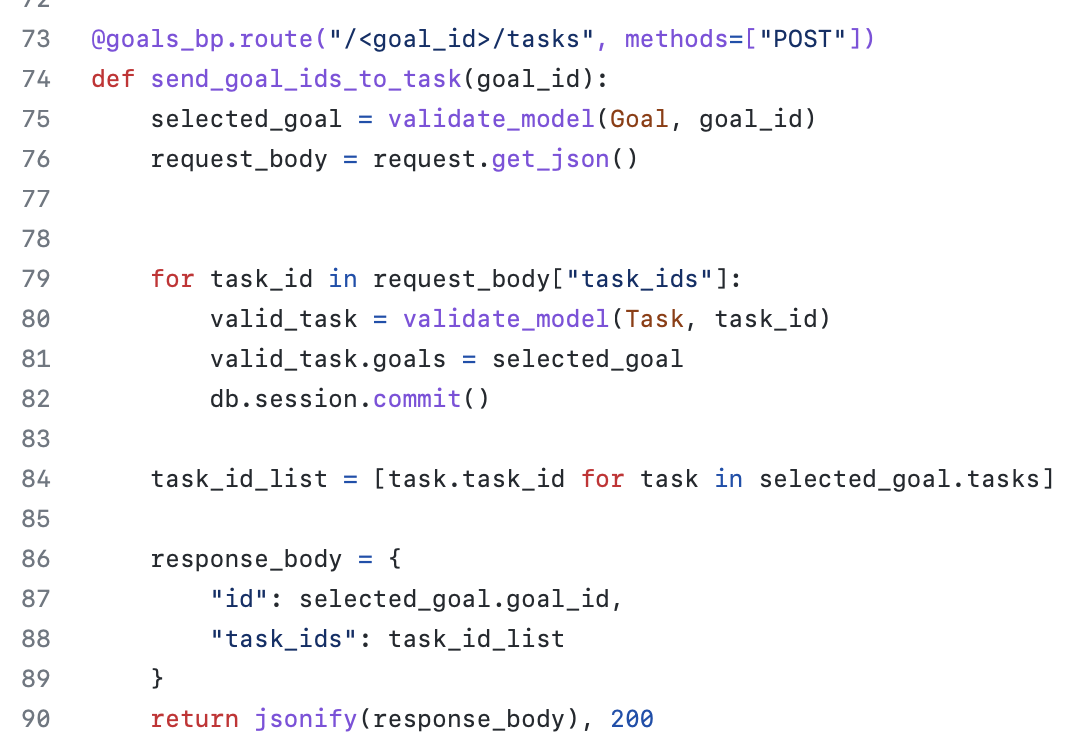 72
73 @goals_bp.route("/<goal_id>/tasks", methods=["POST"])
74 def send_goal_ids_to_task(goal_id):
75     selected_goal = validate_model(Goal, goal_id)
76     request_body = request.get_json()
77
78
79     for task_id in request_body["task_ids"]:
80         valid_task = validate_model(Task, task_id)
81         valid_task.goals = selected_goal
82         db.session.commit()
83
84     task_id_list = [task.task_id for task in selected_goal.tasks]
85
86     response_body = {
87         "id": selected_goal.goal_id,
88         "task_ids": task_id_list
89     }
90     return jsonify(response_body), 200